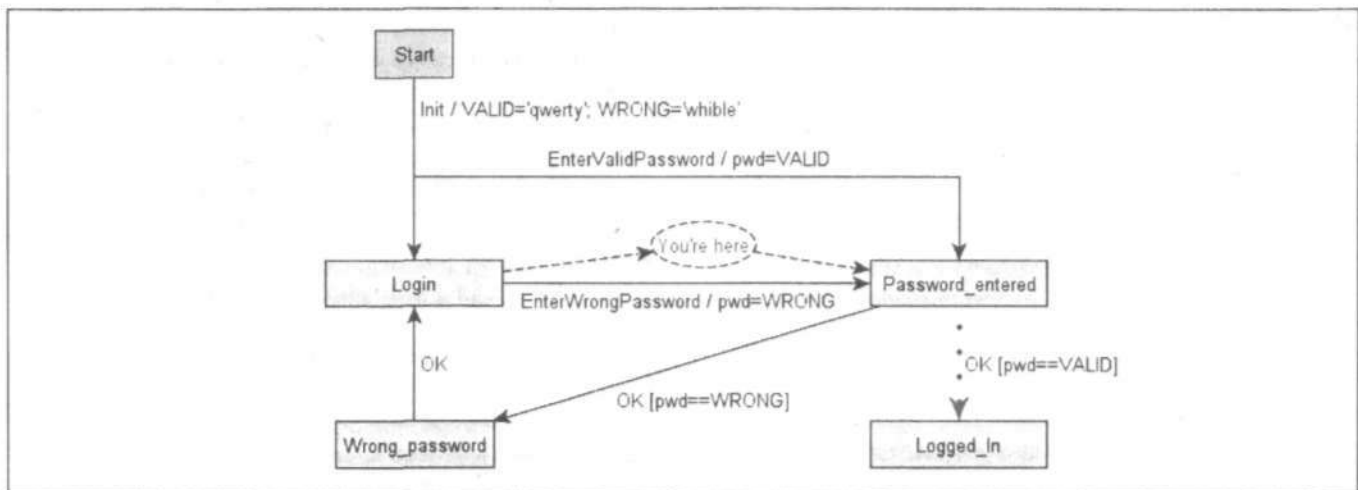 Start
Init / VALID='qwerty'; WRONG='whible'
EnterValidPassword / pwd=VALID
You're here
Login
Password_entered
EnterWrongPassword / pwd=WRONG
OK
OK [pwd==VALID]
OK [pwd==WRONG]
Wrong_password
Logged_In